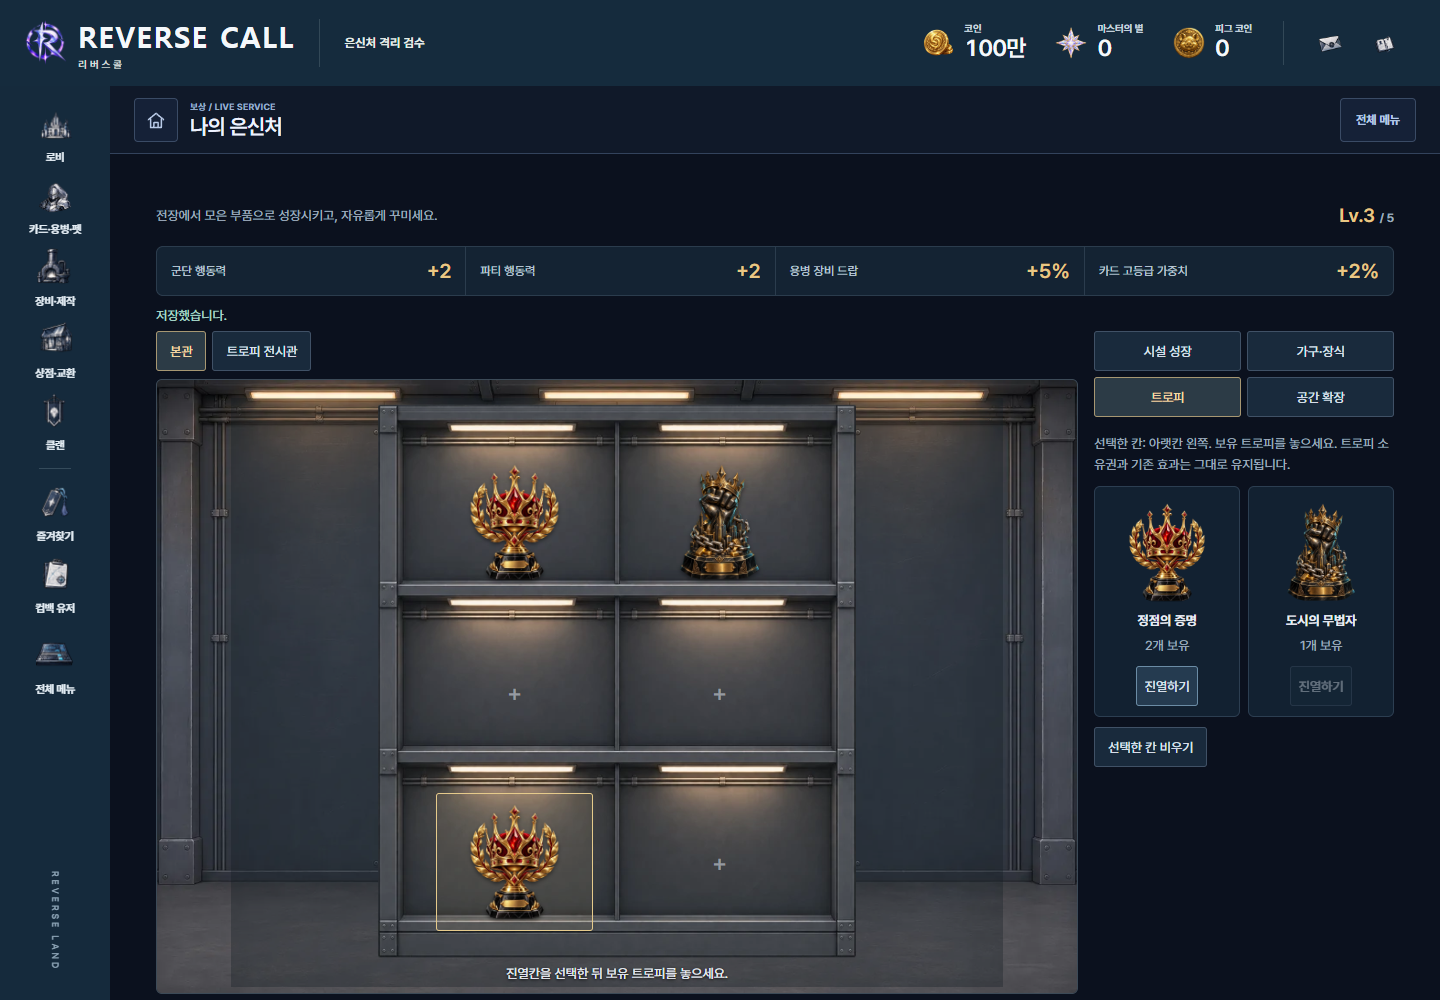 REVERSE CALL
리버스콜
은신처 격리 검수
코인
100만
마스터의 별
0
피그 코인
0
로비
카드·용병·펫
장비·제작
상점·교환
클랜
즐겨찾기
컴백 유저
전체 메뉴
REVERSE LAND
보상 / LIVE SERVICE
나의 은신처
전체 메뉴
전장에서 모은 부품으로 성장시키고, 자유롭게 꾸미세요.
Lv.3 / 5
군단 행동력 +2
파티 행동력 +2
용병 장비 드랍 +5%
카드 고등급 가중치 +2%
저장했습니다.
본관
트로피 전시관
+
+
+
진열칸을 선택한 뒤 보유 트로피를 놓으세요.
시설 성장
가구·장식
트로피
공간 확장
선택한 칸: 아랫칸 왼쪽. 보유 트로피를 놓으세요. 트로피 소
유권과 기존 효과는 그대로 유지됩니다.
정점의 증명
2개 보유
진열하기
도시의 무법자
1개 보유
진열하기
선택한 칸 비우기